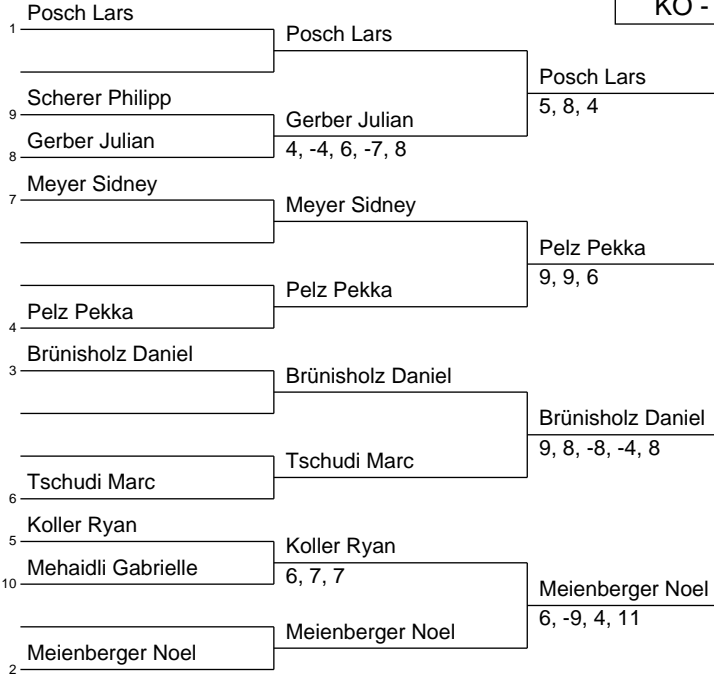 KO -
1 Posch Lars
9 Scherer Philipp
8 Gerber Julian
7 Meyer Sidney
4 Pelz Pekka
3 Brünisholz Daniel
6 Tschudi Marc
5 Koller Ryan
10 Mehaidli Gabrielle
2 Meienberger Noel
Posch Lars
Gerber Julian
4, -4, 6, -7, 8
Meyer Sidney
Pelz Pekka
Brünisholz Daniel
Tschudi Marc
Koller Ryan
6, 7, 7
Meienberger Noel
Posch Lars
5, 8, 4
Pelz Pekka
9, 9, 6
Brünisholz Daniel
9, 8, -8, -4, 8
Meienberger Noel
6, -9, 4, 11